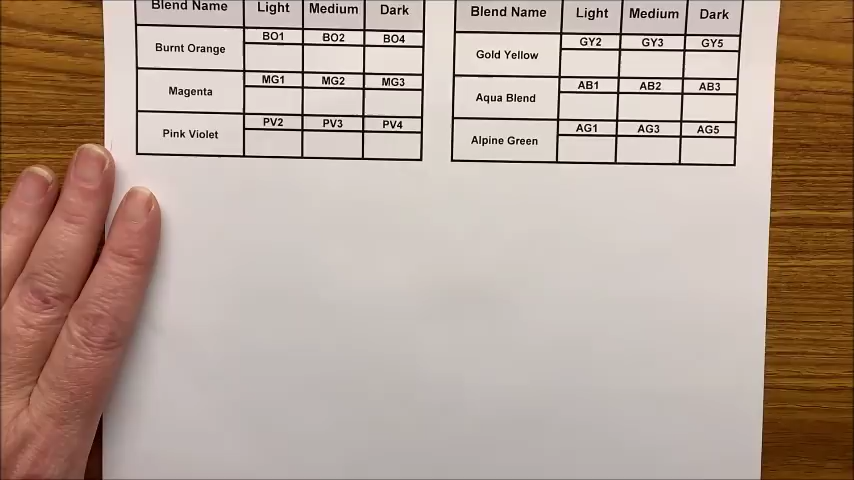 Blend Name Light Medium Dark
Burnt Orange BO1 BO2 BO4
Magenta MG1 MG2 MG3
Pink Violet PV2 PV3 PV4
Blend Name Light Medium Dark
Gold Yellow GY2 GY3 GY5
Aqua Blend AB1 AB2 AB3
Alpine Green AG1 AG3 AG5